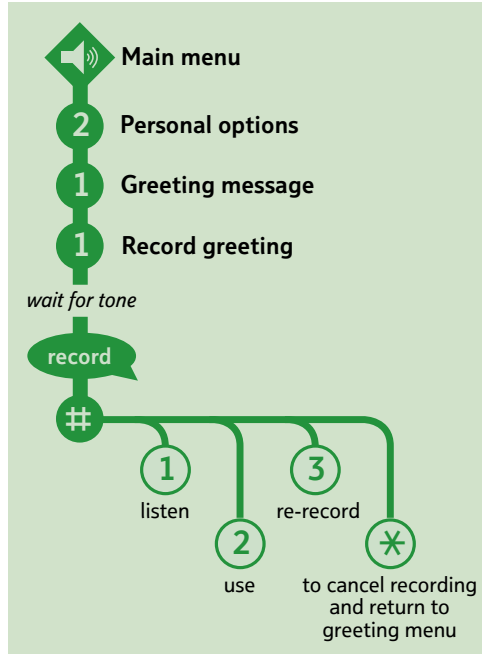 Main menu
2 Personal options
1 Greeting message
1 Record greeting
wait for tone
record
#
1
listen
3
re-record
2
use
*
to cancel recording
and return to
greeting menu